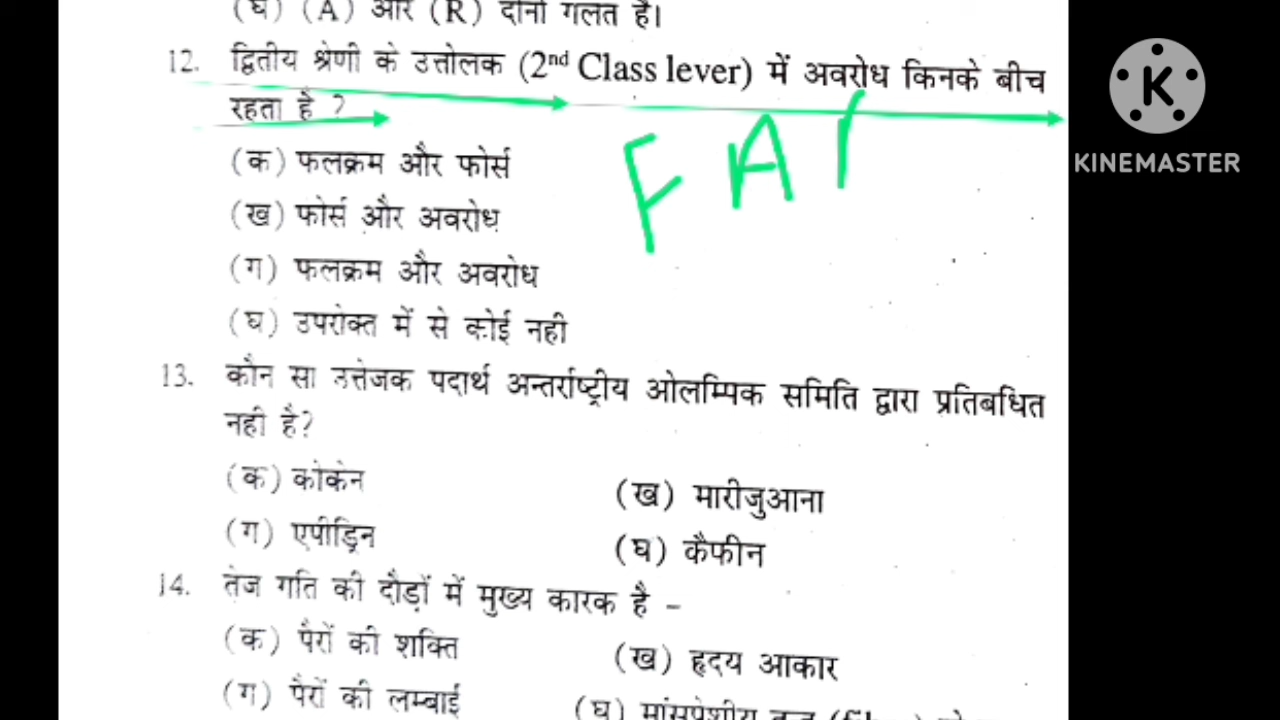 (घ) (A) और (R) दोनों गलत हैं।
12. द्वितीय श्रेणी के उत्तोलक (2nd Class lever) में अवरोध किनके बीच
रहता है ?
(क) फलक्रम और फोर्स
(ख) फोर्स और अवरोध
(ग) फलक्रम और अवरोध
(घ) उपरोक्त में से कोई नही
F A
K
KINEMASTER
13. कौन सा उत्तेजक पदार्थ अन्तर्राष्ट्रीय ओलम्पिक समिति द्वारा प्रतिबधित
नही है?
(क) कोकेन (ख) मारीजुआना
(ग) एपीड्रिन (घ) कैफीन
14. तेज गति की दौड़ों में मुख्य कारक है –
(क) पैरों की शक्ति (ख) हृदय आकार
(ग) पैरों की लम्बाई (घ) मांसपेशीय